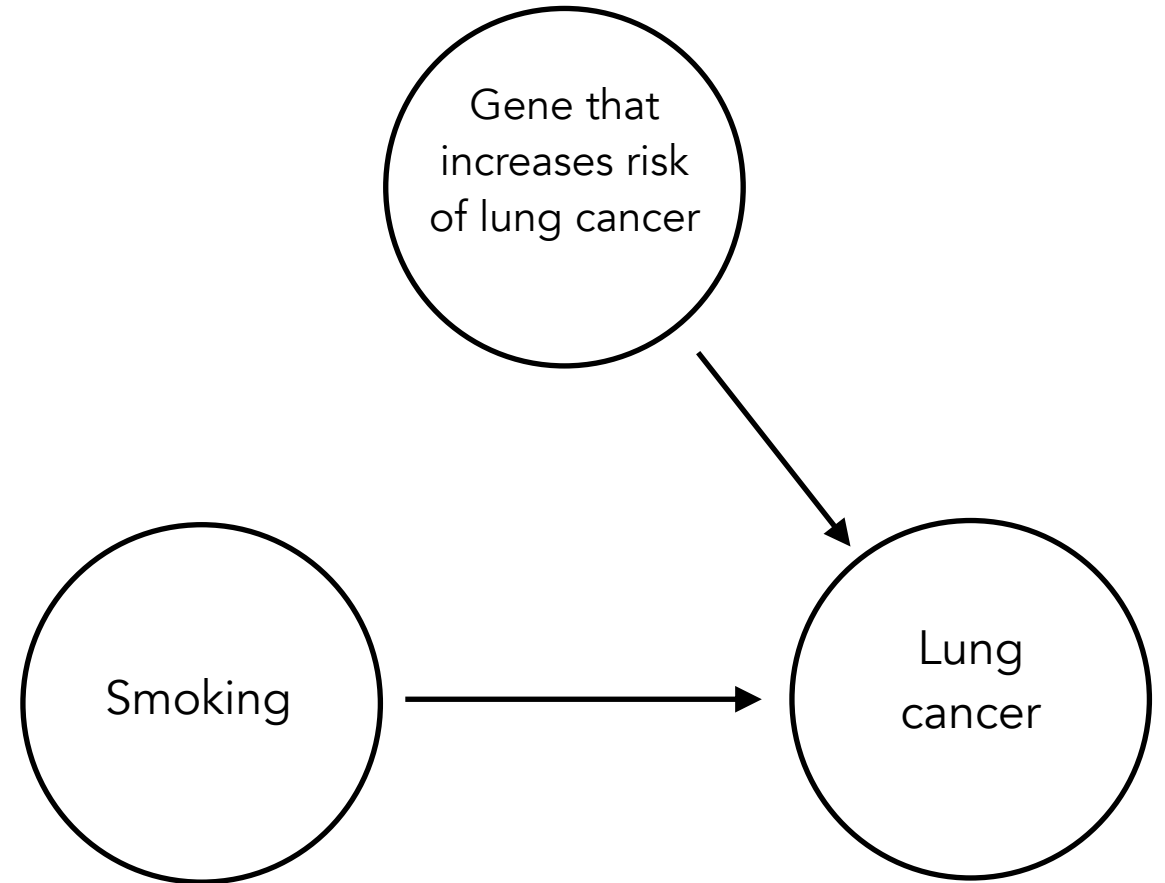 Gene that
increases risk
of lung cancer
Smoking
Lung
cancer